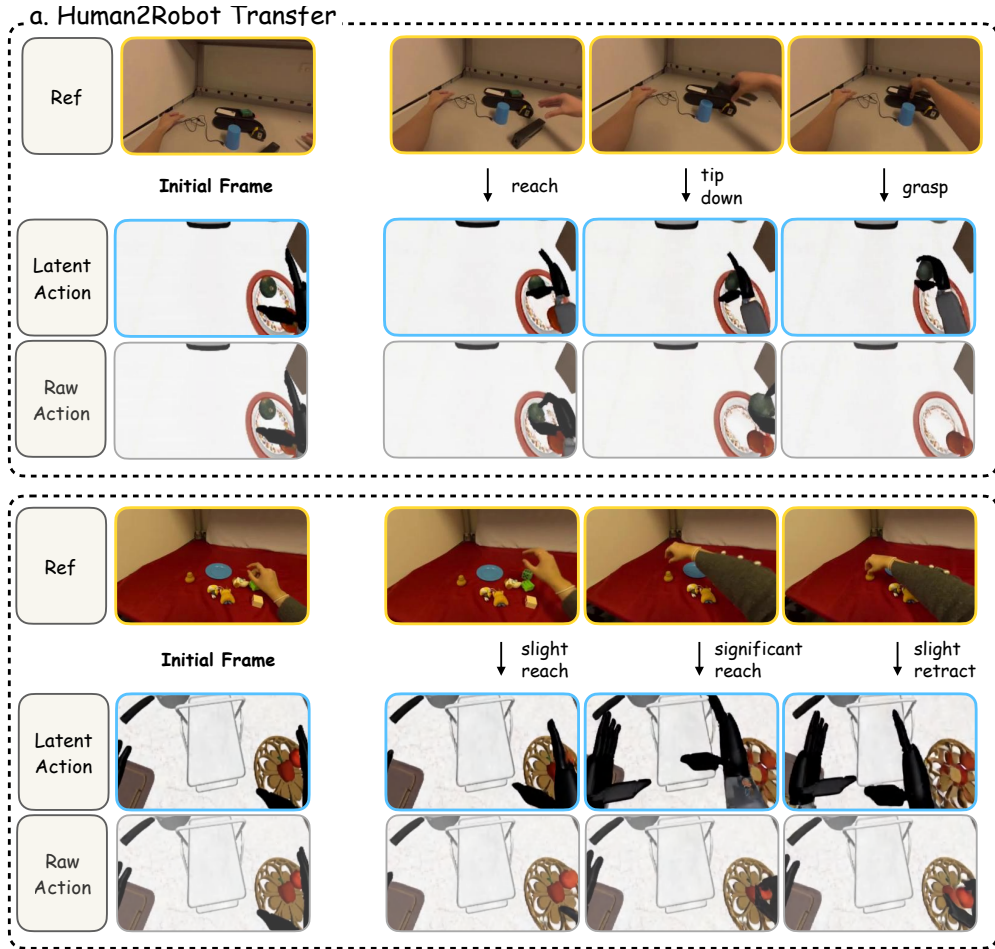 a. Human2Robot Transfer
Ref
Initial Frame
reach
tip
down
grasp
Latent
Action
Raw
Action
Ref
Initial Frame
slight
reach
significant
reach
slight
retract
Latent
Action
Raw
Action